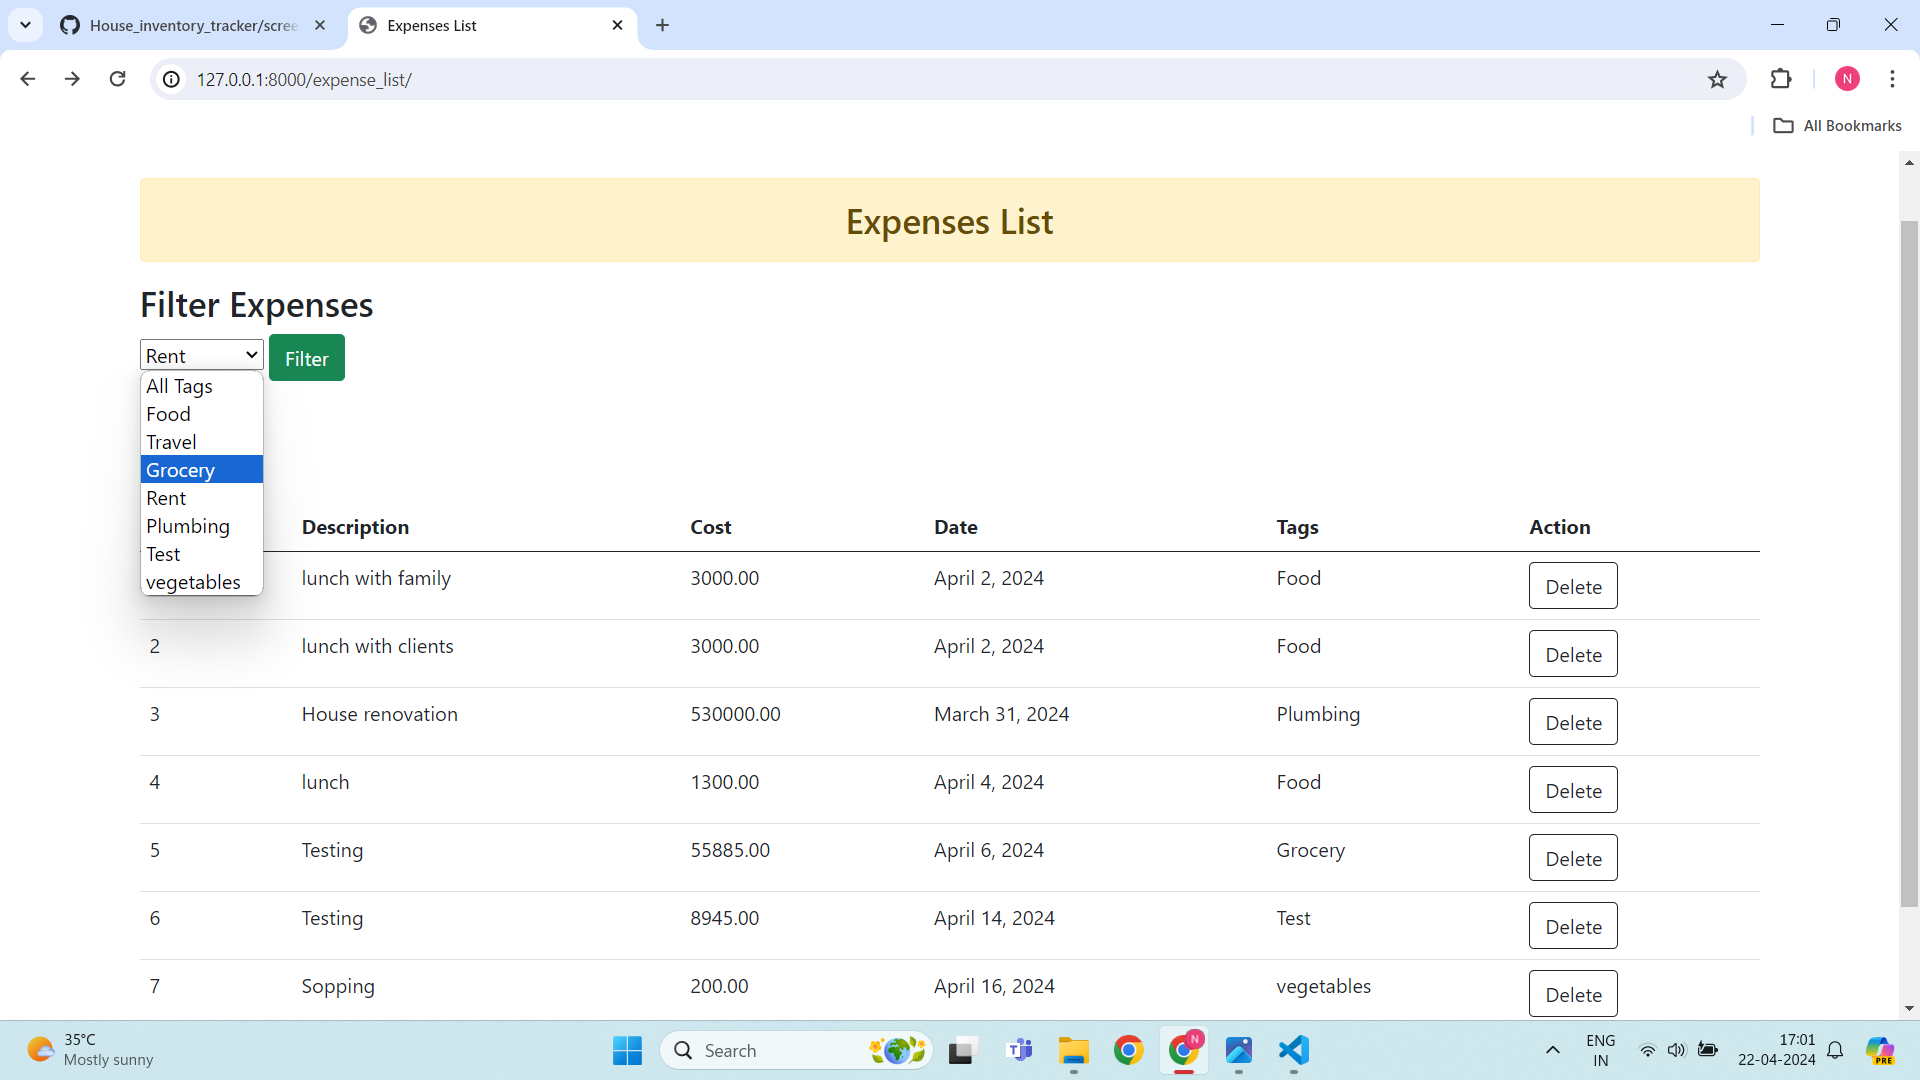 House_inventory_tracker/scree
Expenses List
127.0.0.1:8000/expense_list/
N
All Bookmarks
Expenses List
Filter Expenses
Rent
Filter
All Tags
Food
Travel
Grocery
Rent
Plumbing
Test
vegetables
Description Cost Date Tags Action
lunch with family 3000.00 April 2, 2024 Food Delete
2 lunch with clients 3000.00 April 2, 2024 Food Delete
3 House renovation 530000.00 March 31, 2024 Plumbing Delete
4 lunch 1300.00 April 4, 2024 Food Delete
5 Testing 55885.00 April 6, 2024 Grocery Delete
6 Testing 8945.00 April 14, 2024 Test Delete
7 Sopping 200.00 April 16, 2024 vegetables Delete
35°C
Mostly sunny
Search
N
ENG
IN
17:01
22-04-2024
PRE